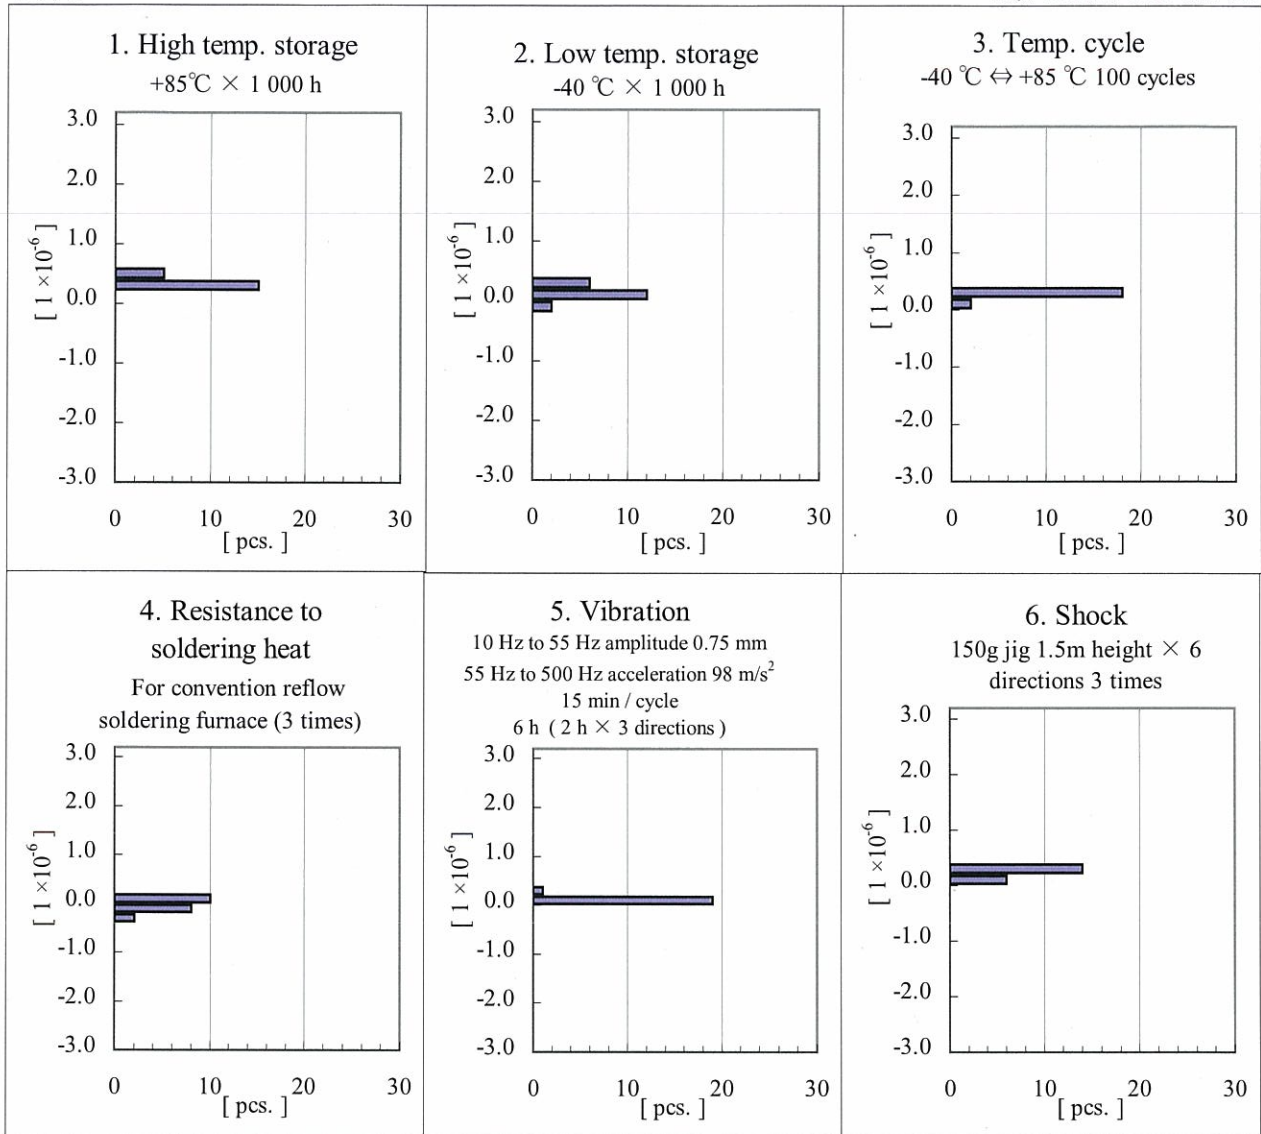 1. High temp. storage
+85℃ × 1 000 h
3.0
2.0
1.0
0.0
-1.0
-2.0
-3.0
[ 1 ×10-6 ]
0 10 20 30
[ pcs. ]
2. Low temp. storage
-40 ℃ × 1 000 h
3.0
2.0
1.0
0.0
-1.0
-2.0
-3.0
[ 1 ×10-6 ]
0 10 20 30
[ pcs. ]
3. Temp. cycle
-40 ℃ ⇔ +85 ℃ 100 cycles
3.0
2.0
1.0
0.0
-1.0
-2.0
-3.0
[ 1 ×10-6 ]
0 10 20 30
[ pcs. ]
4. Resistance to
soldering heat
For convention reflow
soldering furnace (3 times)
3.0
2.0
1.0
0.0
-1.0
-2.0
-3.0
[ 1 ×10-6 ]
0 10 20 30
[ pcs. ]
5. Vibration
10 Hz to 55 Hz amplitude 0.75 mm
55 Hz to 500 Hz acceleration 98 m/s2
15 min / cycle
6 h ( 2 h × 3 directions )
3.0
2.0
1.0
0.0
-1.0
-2.0
-3.0
[ 1 ×10-6 ]
0 10 20 30
[ pcs. ]
6. Shock
150g jig 1.5m height × 6
directions 3 times
3.0
2.0
1.0
0.0
-1.0
-2.0
-3.0
[ 1 ×10-6 ]
0 10 20 30
[ pcs. ]